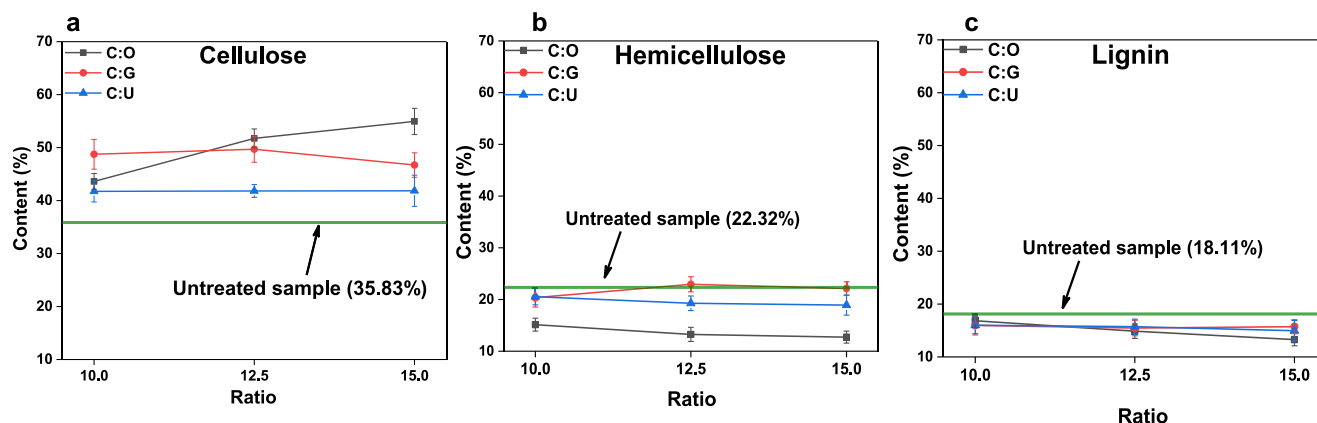 a
Cellulose
C:O
C:G
C:U
70
60
50
40
30
20
10
Content (%)
Untreated sample (35.83%)
10.0
12.5
15.0
Ratio
b
Hemicellulose
C:O
C:G
C:U
70
60
50
40
30
20
10
Content (%)
Untreated sample (22.32%)
10.0
12.5
15.0
Ratio
c
Lignin
C:O
C:G
C:U
70
60
50
40
30
20
10
Content (%)
Untreated sample (18.11%)
10.0
12.5
15.0
Ratio